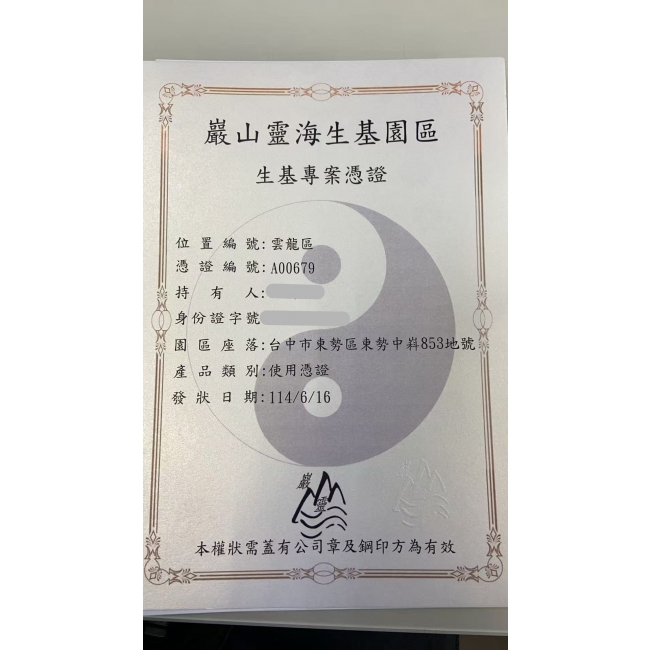 巖山靈海生基園區
生基專案憑證
位置編號:雲龍區
憑證編號:A00679
持有人:
身份證字號
園區座落:台中市東勢區東勢中嵙853地號
產品類別:使用憑證
發狀日期:114/6/16
巖
靈
本權狀需蓋有公司章及鋼印方為有效